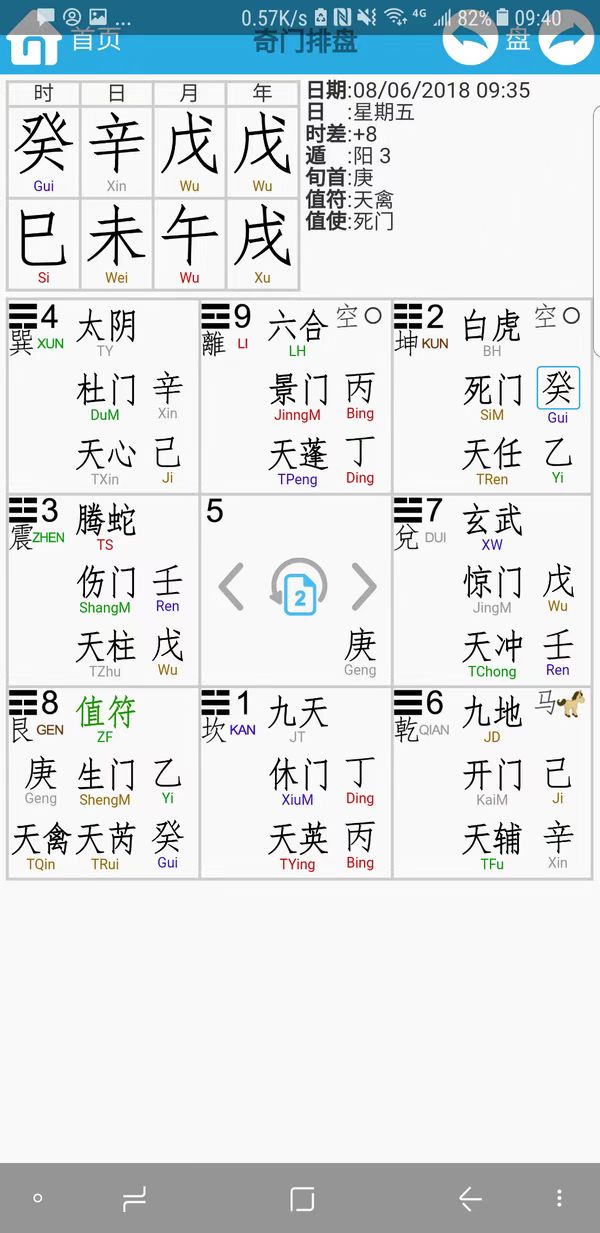 ... 0.57K/s 4G 82% 09:40
首页 奇门排盘 盘
时 日 月 年
癸 辛 戊 戊
Gui Xin Wu Wu
巳 未 午 戌
Si Wei Wu Xu
日期:08/06/2018 09:35
日 :星期五
时差:+8
遁 :阳 3
旬首:庚
值符:天禽
值使:死门
4 太阴
巽 XUN TY
杜门 辛
DuM Xin
天心 己
TXin Ji
9 六合 空
離 LI LH
景门 丙
JinngM Bing
天蓬 丁
TPeng Ding
2 白虎 空
坤 KUN BH
死门 癸
SiM Gui
天任 乙
TRen Yi
3 腾蛇
震 ZHEN TS
伤门 壬
ShangM Ren
天柱 戊
TZhu Wu
5
2
庚
Geng
7 玄武
兌 DUI XW
惊门 戊
JingM Wu
天冲 壬
TChong Ren
8 值符
艮 GEN ZF
庚 生门 乙
Geng ShengM Yi
天禽 天芮 癸
TQin TRui Gui
1 九天
坎 KAN JT
休门 丁
XiuM Ding
天英 丙
TYing Bing
6 九地 马
乾 QIAN JD
开门 己
KaiM Ji
天辅 辛
TFu Xin